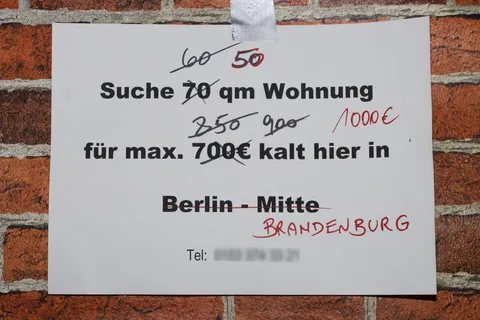 60 50
Suche 70 qm Wohnung
850 900 1000€
für max. 700€ kalt hier in
Berlin - Mitte
BRANDENBURG
Tel: